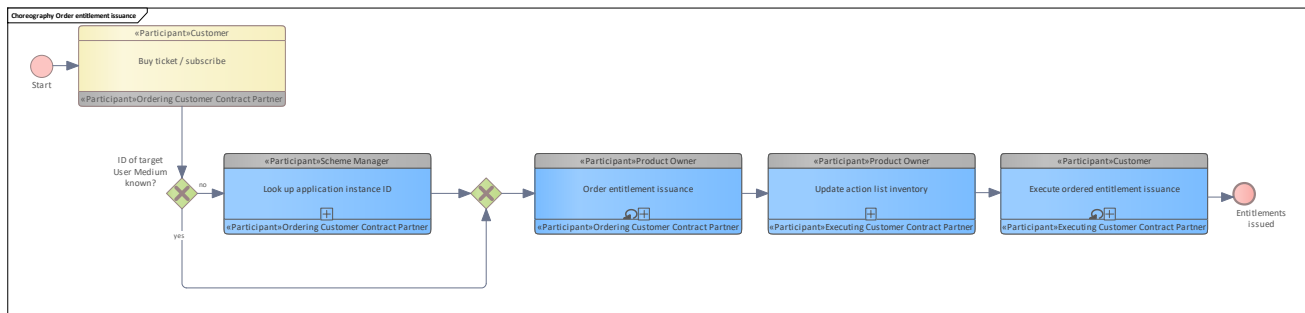 Choreography Order entitlement issuance
«Participant»Customer
Buy ticket / subscribe
«Participant»Ordering Customer Contract Partner
Start
ID of target
User Medium
known?
no
yes
«Participant»Scheme Manager
Look up application instance ID
«Participant»Ordering Customer Contract Partner
«Participant»Product Owner
Order entitlement issuance
«Participant»Ordering Customer Contract Partner
«Participant»Product Owner
Update action list inventory
«Participant»Executing Customer Contract Partner
«Participant»Customer
Execute ordered entitlement issuance
«Participant»Executing Customer Contract Partner
Entitlements
issued